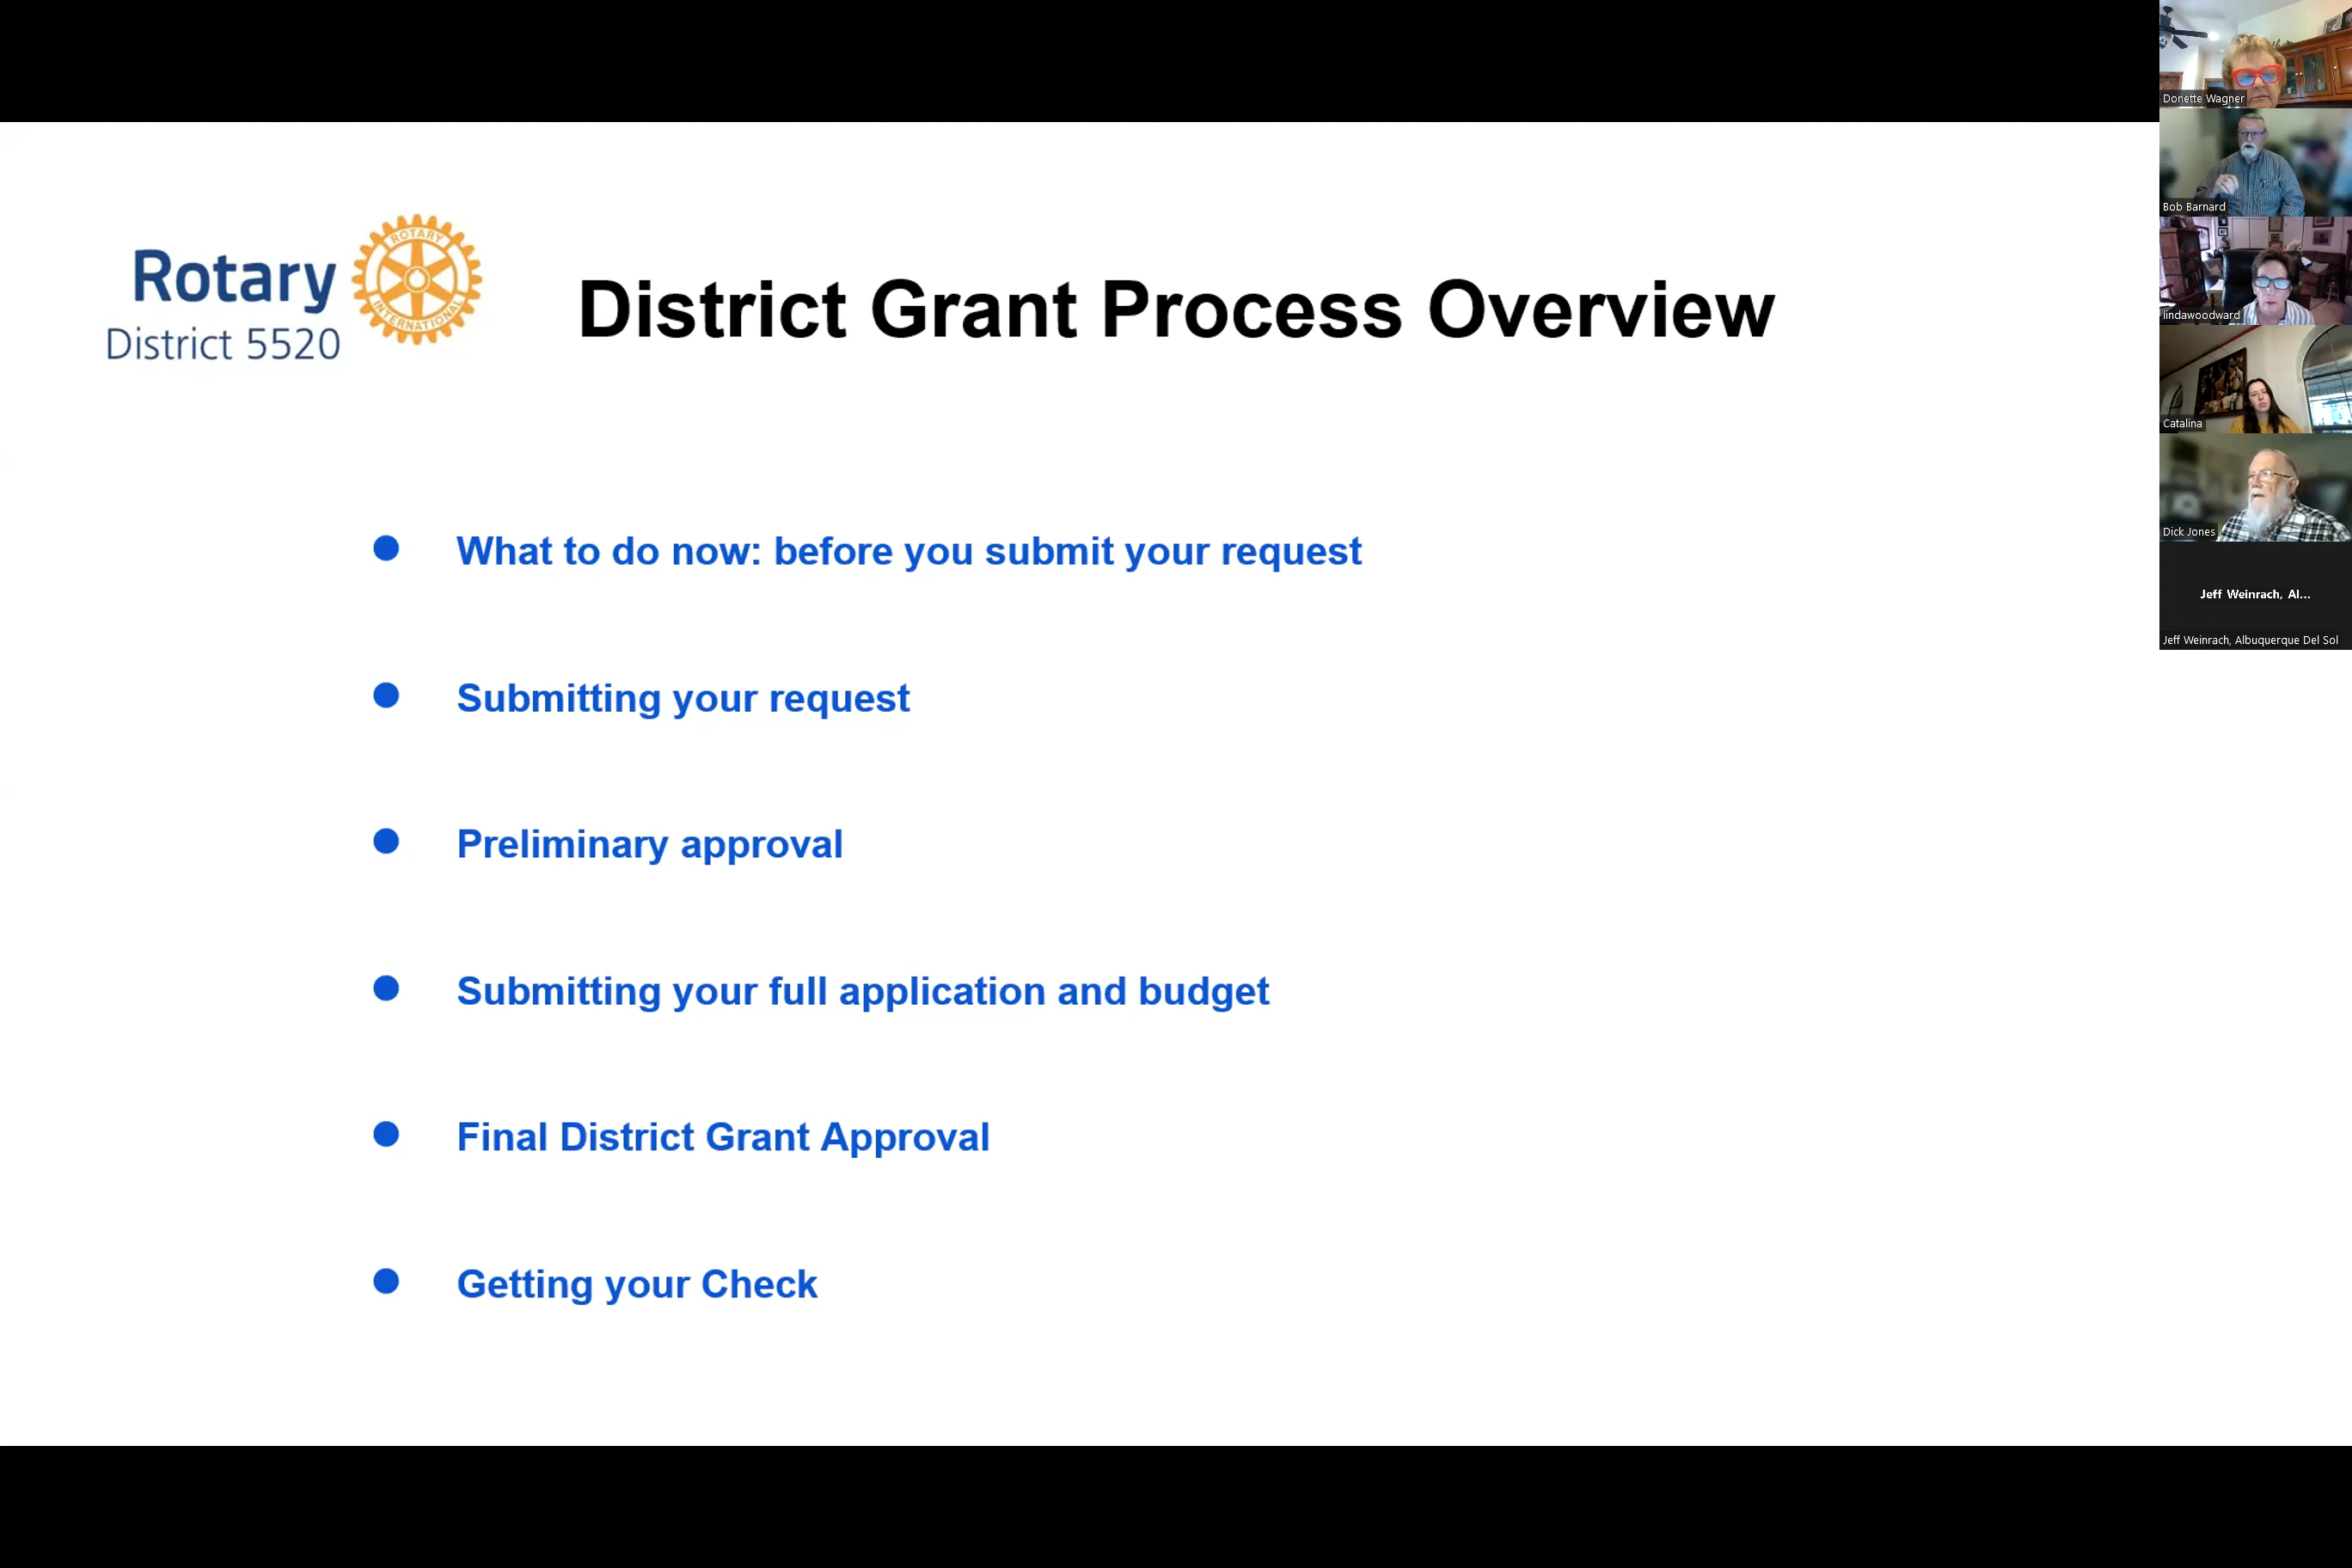 Rotary
District 5520
ROTARY
INTERNATIONAL
District Grant Process Overview
● What to do now: before you submit your request
● Submitting your request
● Preliminary approval
● Submitting your full application and budget
● Final District Grant Approval
● Getting your Check
Donette Wagner
Bob Barnard
lindawoodward
Catalina
Dick Jones
Jeff Weinrach, Al...
Jeff Weinrach, Albuquerque Del Sol